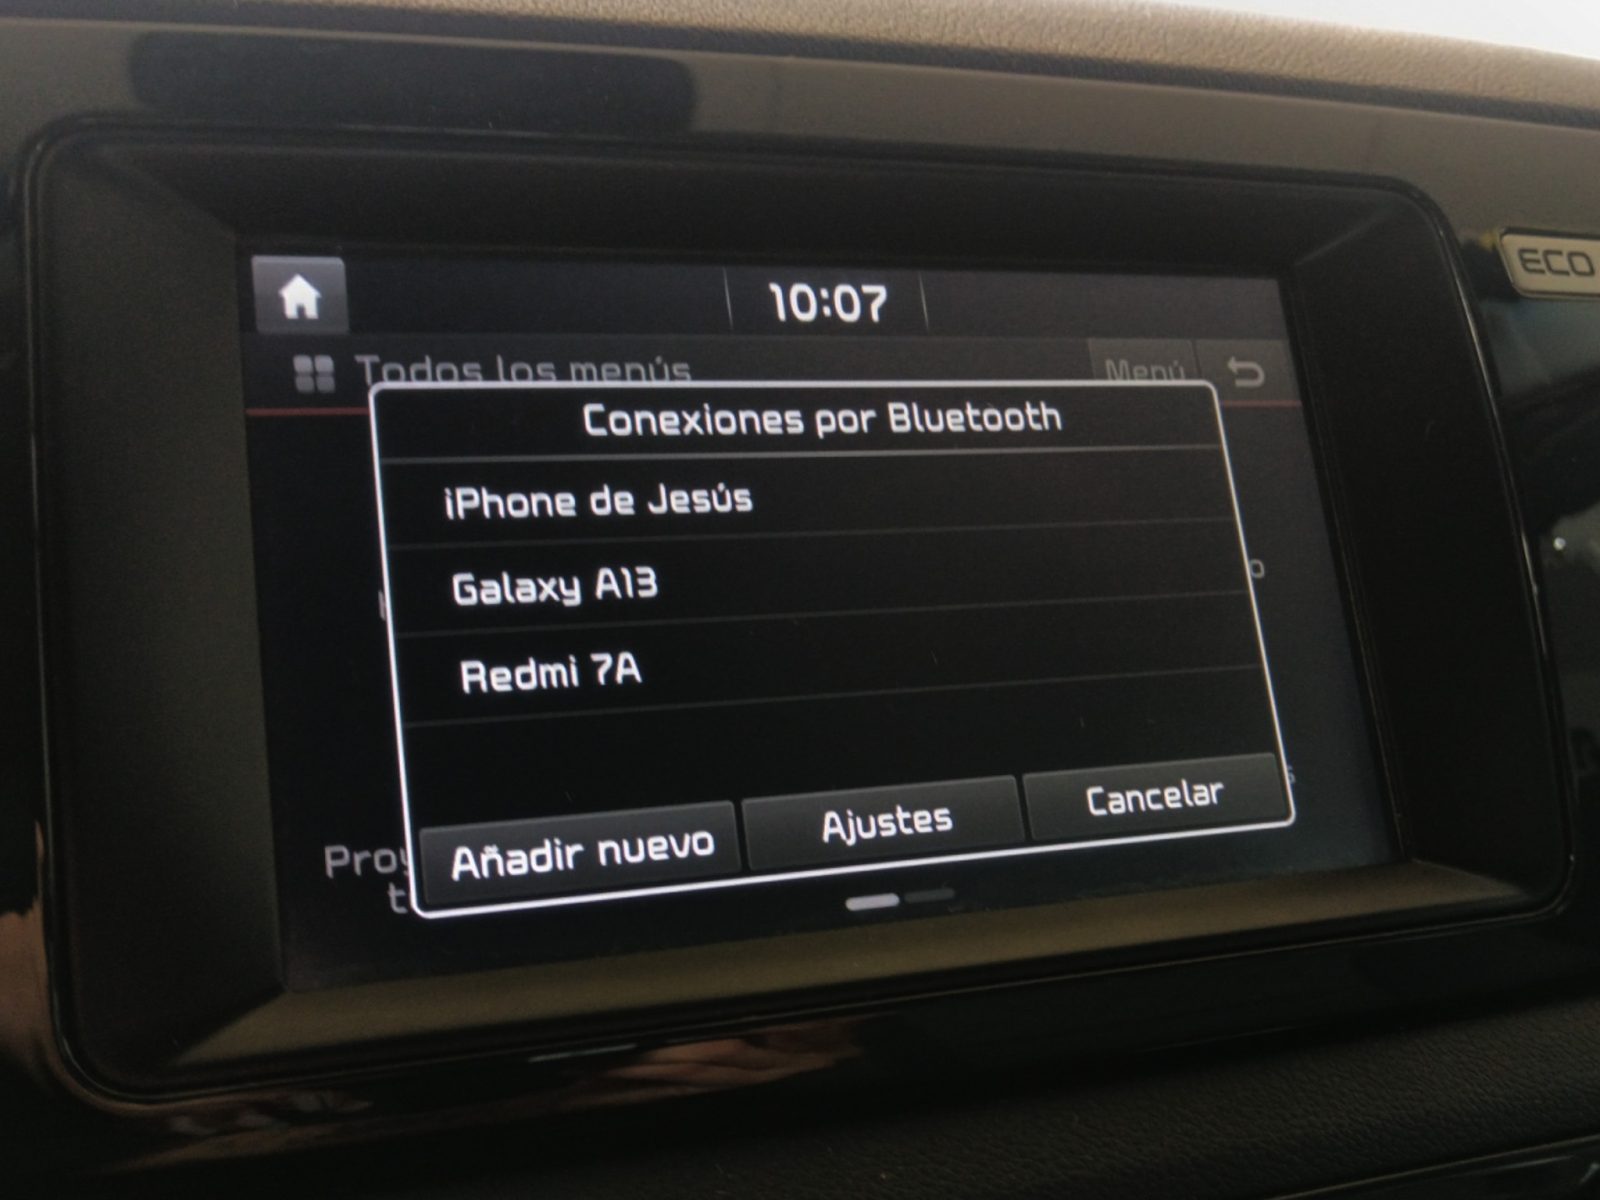 10:07
ECO
Todos los menús
Menú
Conexiones por Bluetooth
iPhone de Jesús
Galaxy A13
Redmi 7A
Añadir nuevo
Ajustes
Cancelar